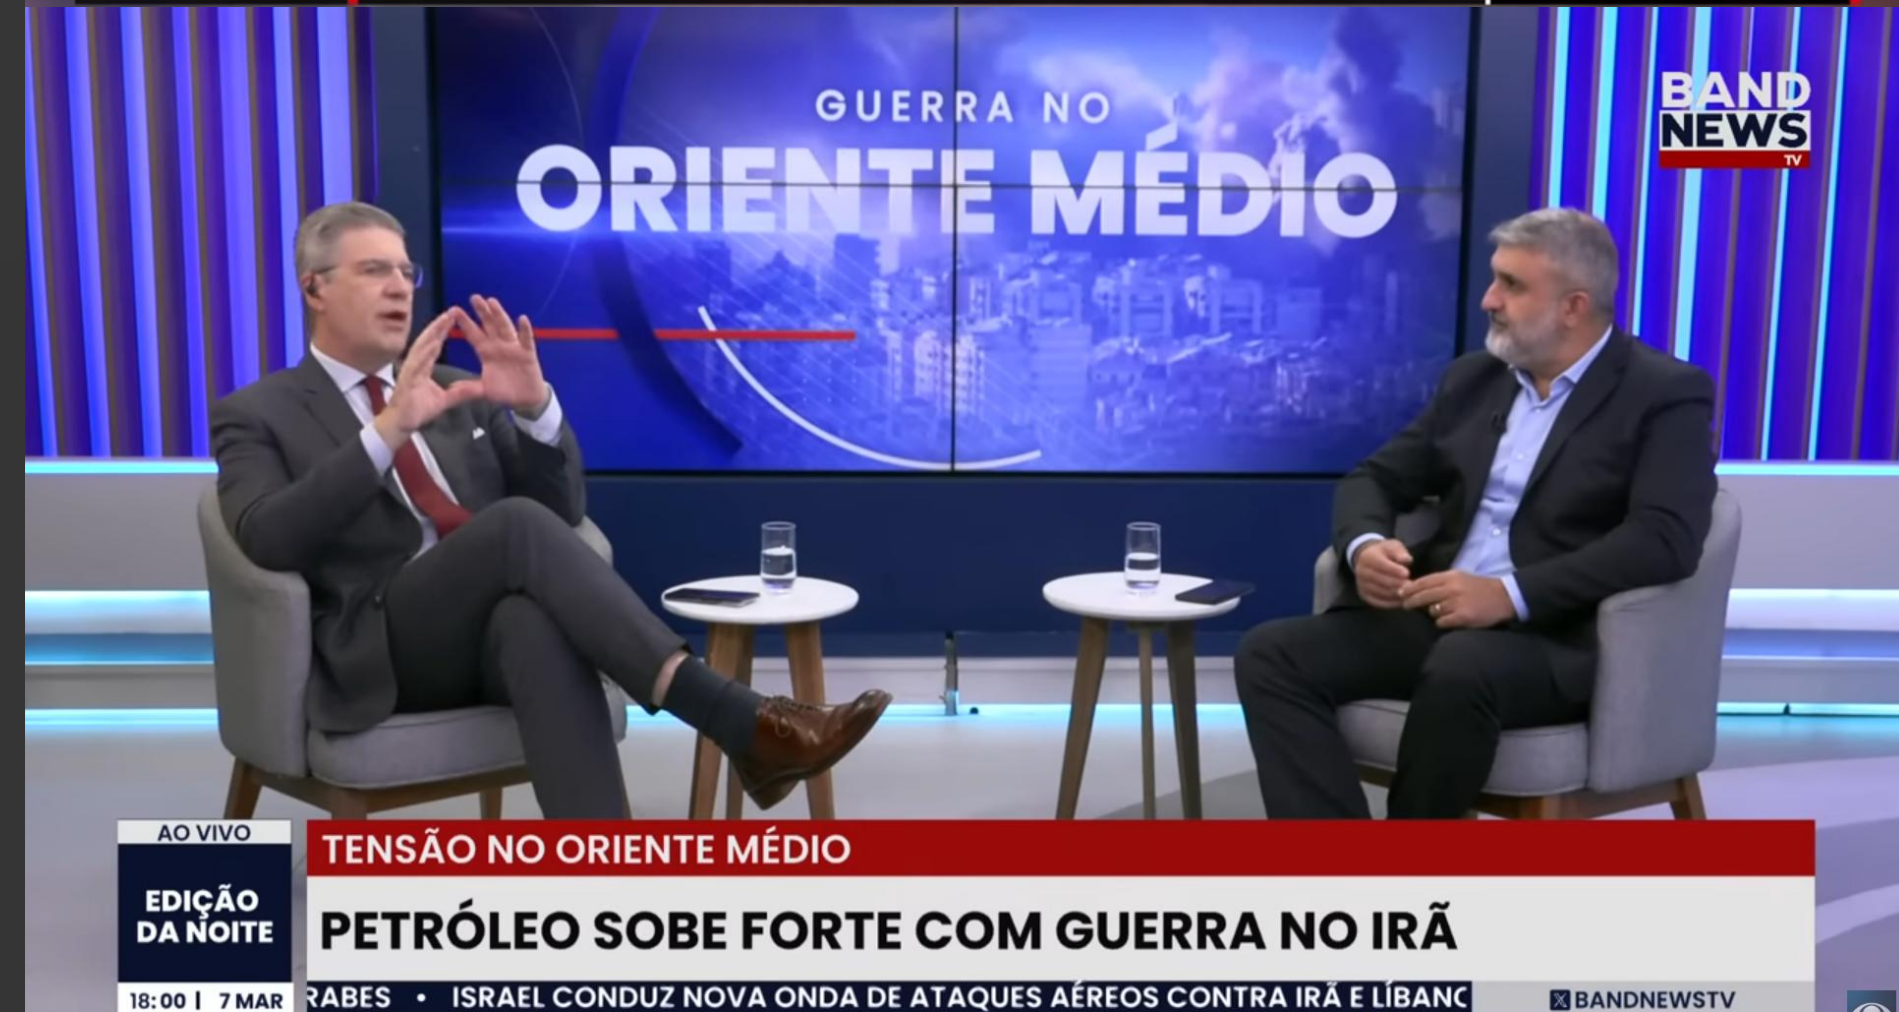 GUERRA NO
ORIENTE MÉDIO
BAND
NEWS
TV
AO VIVO
EDIÇÃO
DA NOITE
TENSÃO NO ORIENTE MÉDIO
PETRÓLEO SOBE FORTE COM GUERRA NO IRÃ
18:00 | 7 MAR
RABES • ISRAEL CONDUZ NOVA ONDA DE ATAQUES AÉREOS CONTRA IRÃ E LÍBANO
X BANDNEWSTV